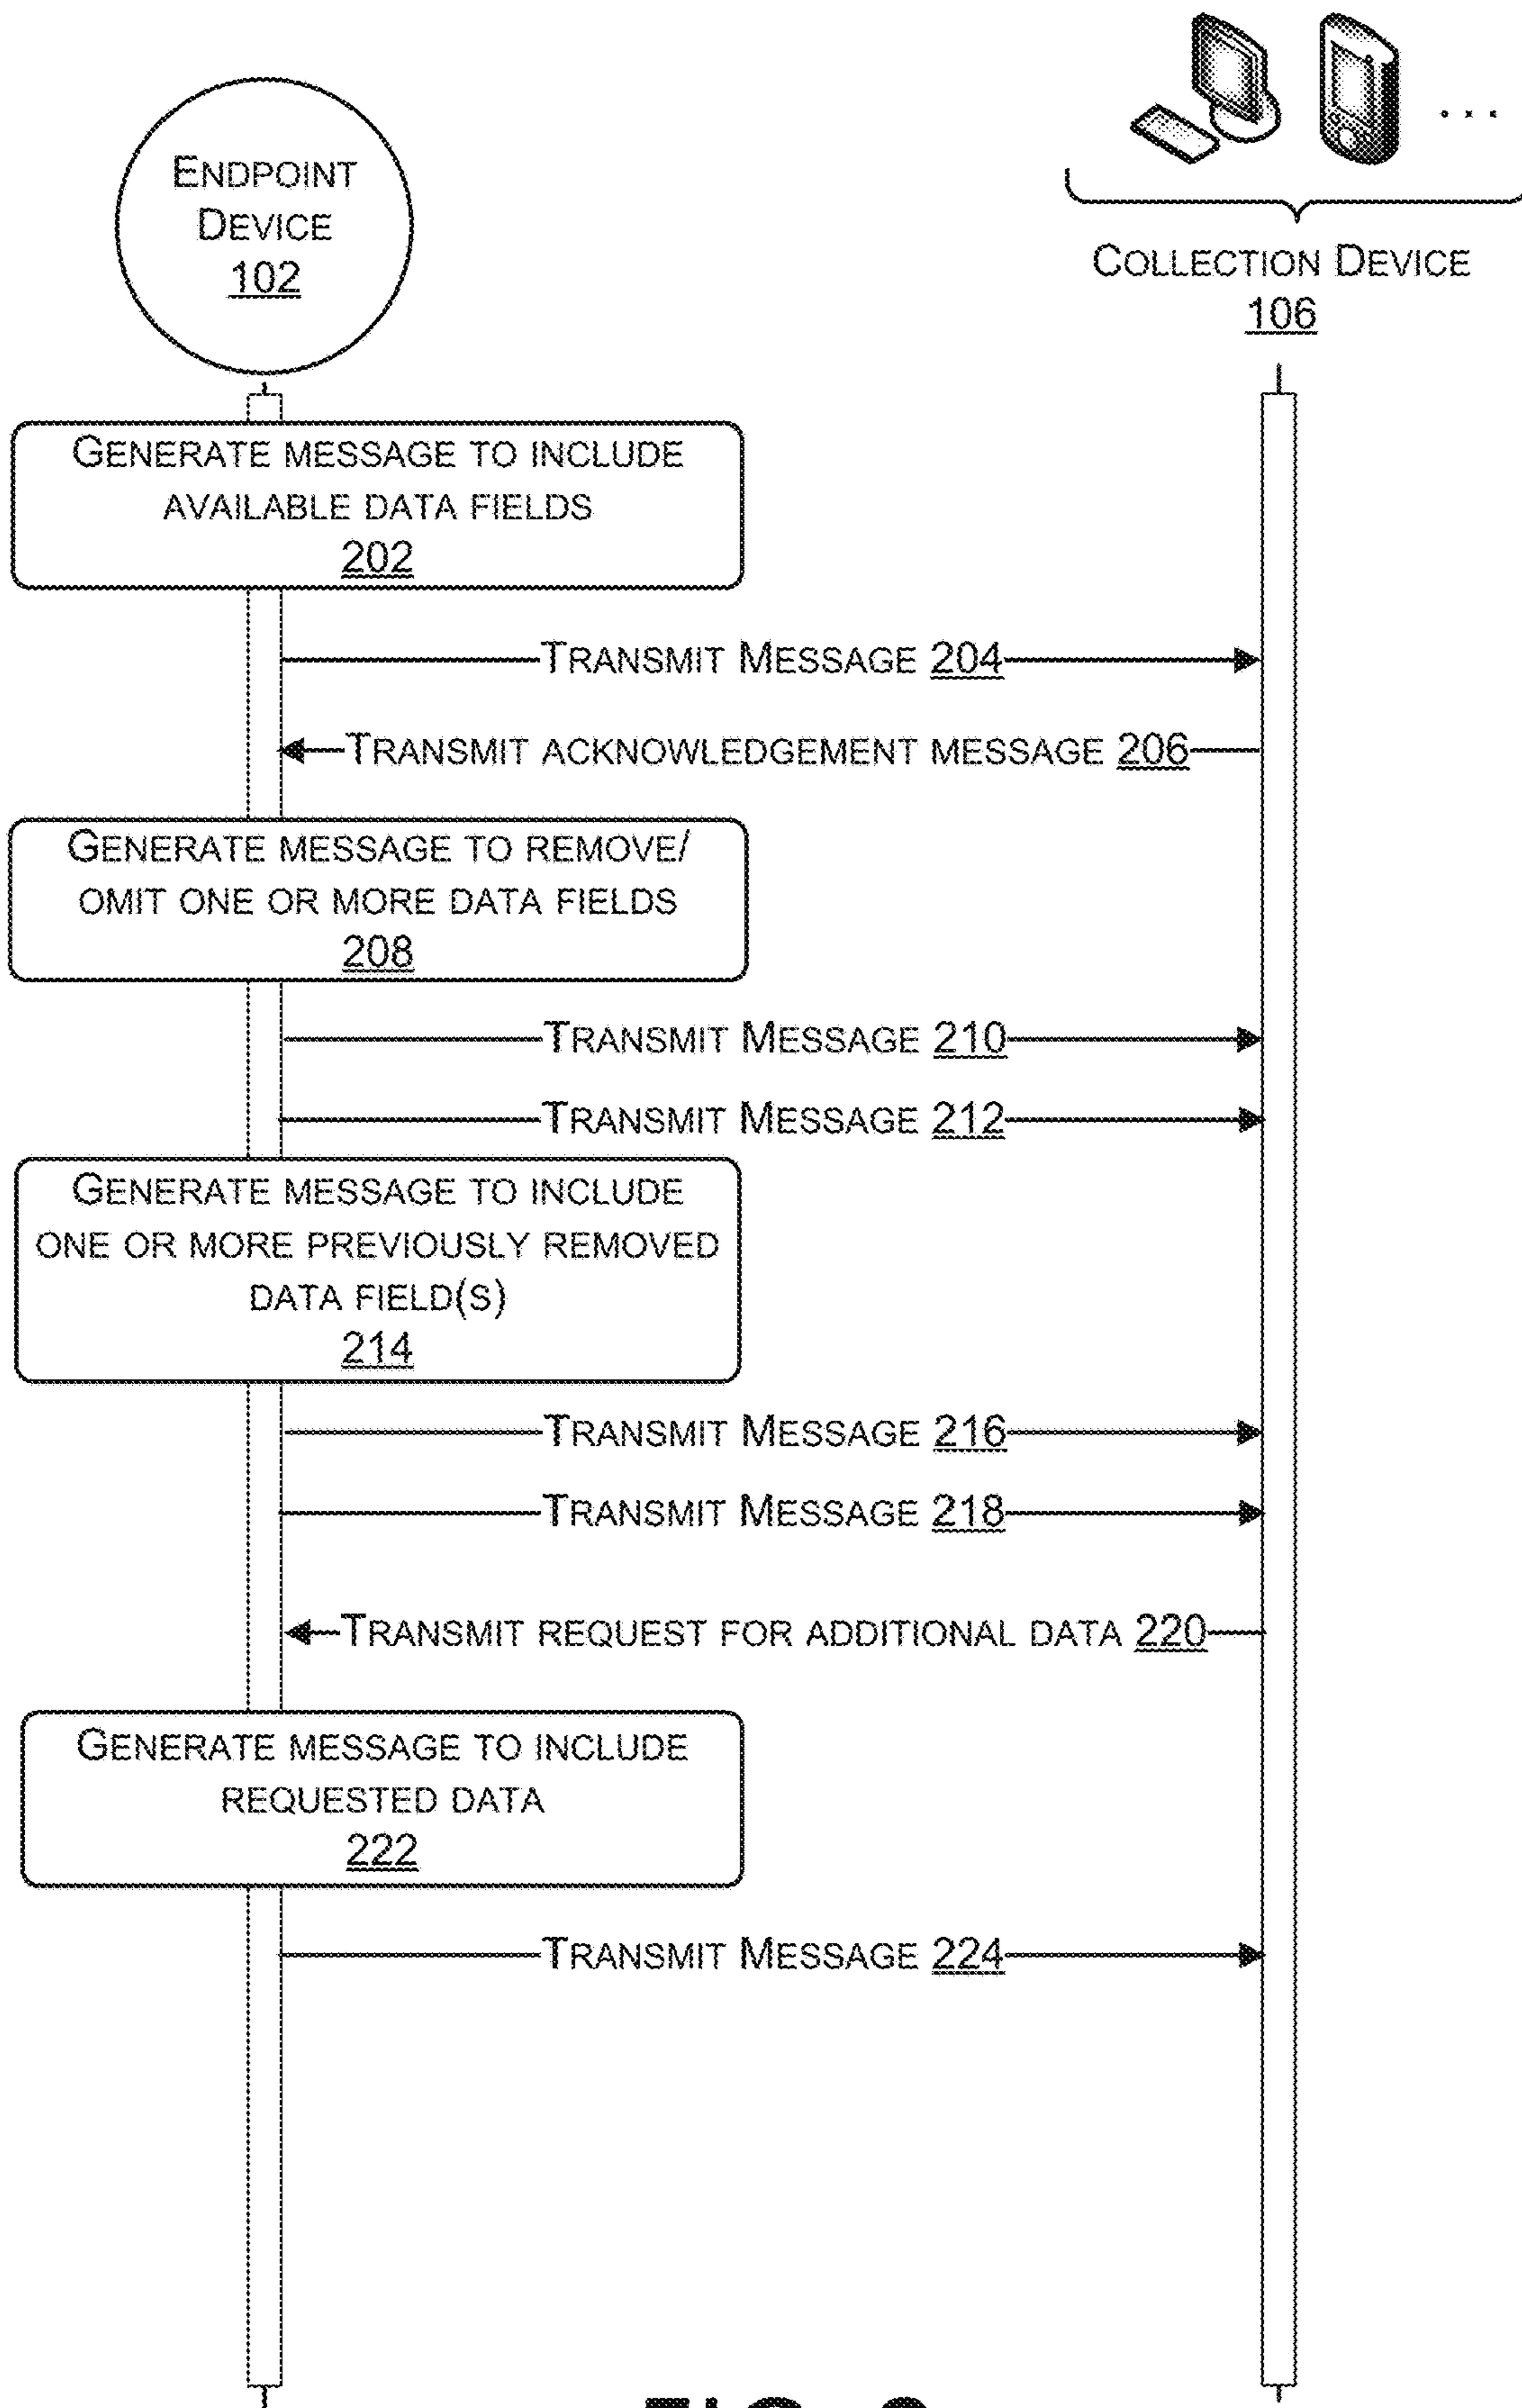 ENDPOINT
DEVICE
102
COLLECTION DEVICE
106
GENERATE MESSAGE TO INCLUDE
AVAILABLE DATA FIELDS
202
TRANSMIT MESSAGE 204
TRANSMIT ACKNOWLEDGEMENT MESSAGE 206
GENERATE MESSAGE TO REMOVE/
OMIT ONE OR MORE DATA FIELDS
208
TRANSMIT MESSAGE 210
TRANSMIT MESSAGE 212
GENERATE MESSAGE TO INCLUDE
ONE OR MORE PREVIOUSLY REMOVED
DATA FIELD(S)
214
TRANSMIT MESSAGE 216
TRANSMIT MESSAGE 218
TRANSMIT REQUEST FOR ADDITIONAL DATA 220
GENERATE MESSAGE TO INCLUDE
REQUESTED DATA
222
TRANSMIT MESSAGE 224